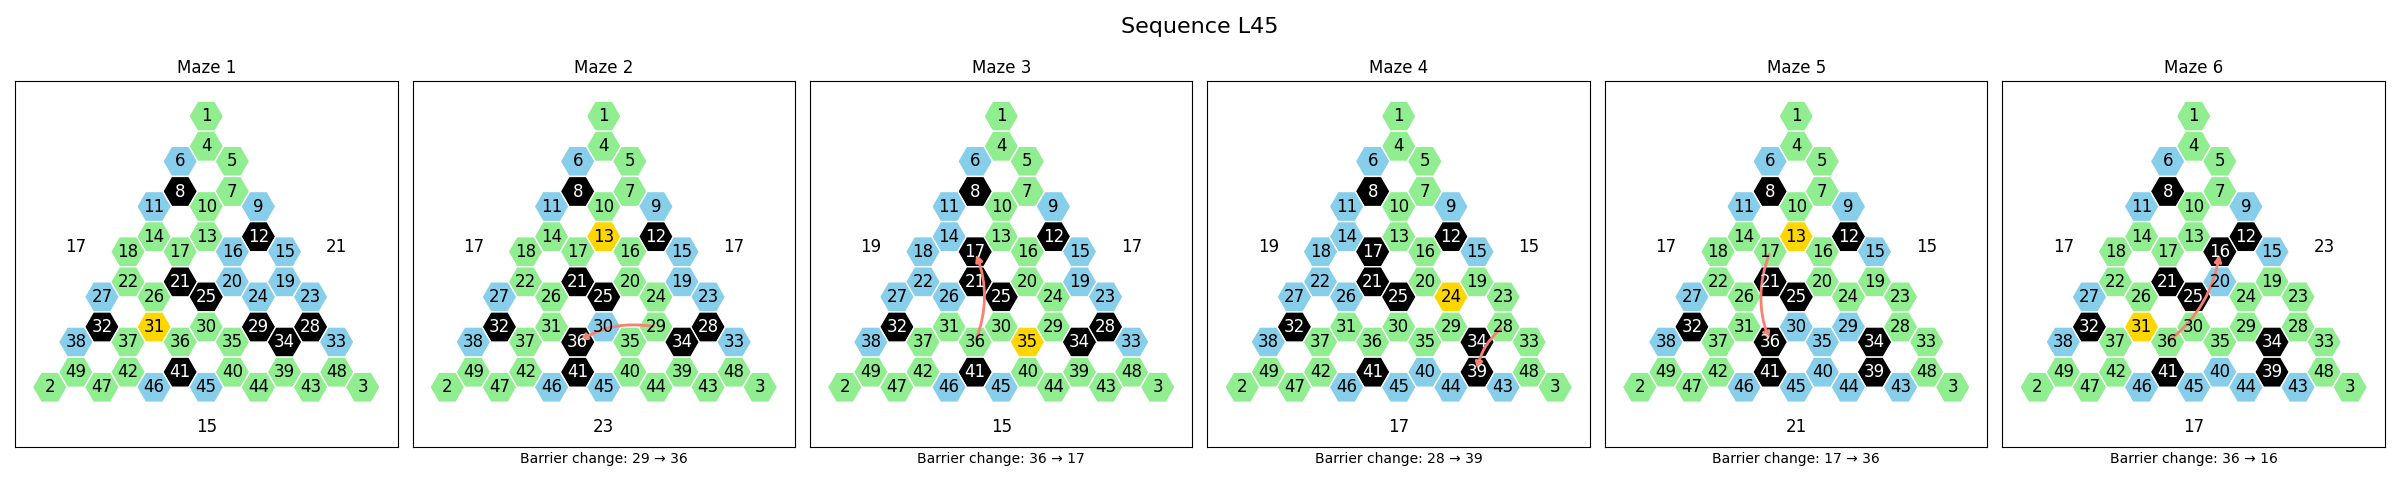 Sequence L45
Maze 1 Maze 2 Maze 3 Maze 4 Maze 5 Maze 6
1 1 1 1 1 1
4 4 4 4 4 4
6 5 6 5 6 5 6 5 6 5 6 5
8 7 8 7 8 7 8 7 8 7 8 7
11 10 9 11 10 9 11 10 9 11 10 9 11 10 9 11 10 9
14 13 12 14 13 12 14 13 12 14 13 12 14 13 12 14 13 12
17 18 17 16 15 21 17 18 17 16 15 17 19 18 17 16 15 17 19 18 17 16 15 15 17 18 17 16 15 15 17 18 17 16 15 23
22 21 20 19 22 21 20 19 22 21 20 19 22 21 20 19 22 21 20 19 22 21 20 19
27 26 25 24 23 27 26 25 24 23 27 26 25 24 23 27 26 25 24 23 27 26 25 24 23 27 26 25 24 23
32 31 30 29 28 32 31 30 29 28 32 31 30 29 28 32 31 30 29 28 32 31 30 29 28 32 31 30 29 28
38 37 36 35 34 33 38 37 36 35 34 33 38 37 36 35 34 33 38 37 36 35 34 33 38 37 36 35 34 33 38 37 36 35 34 33
49 42 41 40 39 48 49 42 41 40 39 48 49 42 41 40 39 48 49 42 41 40 39 48 49 42 41 40 39 48 49 42 41 40 39 48
2 47 46 45 44 43 3 2 47 46 45 44 43 3 2 47 46 45 44 43 3 2 47 46 45 44 43 3 2 47 46 45 44 43 3 2 47 46 45 44 43 3
15 23 15 17 21 17
Barrier change: 29 → 36 Barrier change: 36 → 17 Barrier change: 28 → 39 Barrier change: 17 → 36 Barrier change: 36 → 16